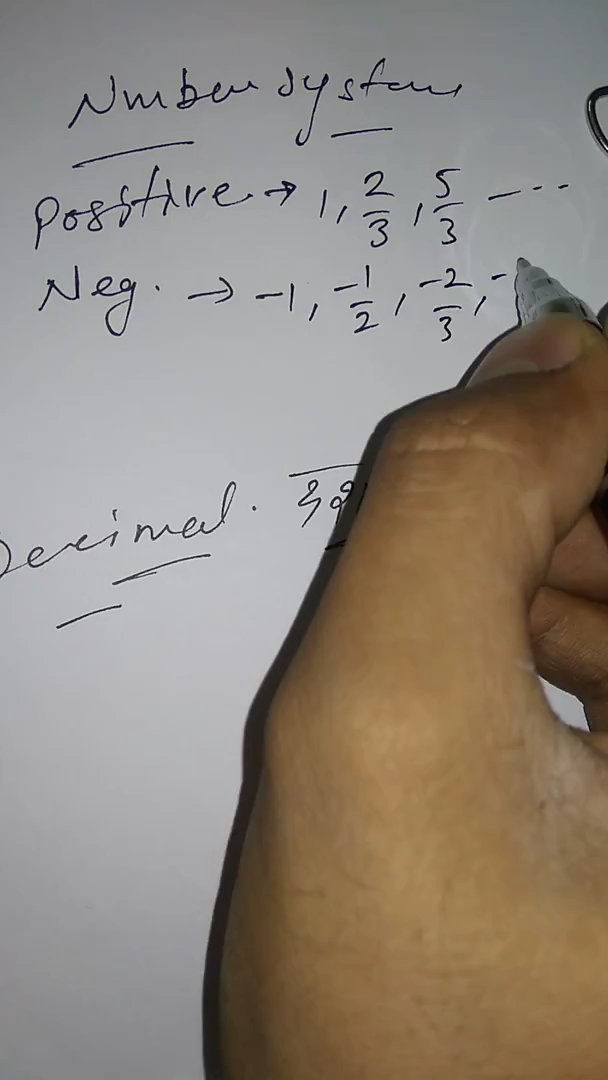 Number system
Positive → 1, 2/3, 5/3 ---
Neg. → -1, -1/2, -2/3, -
Decimal.